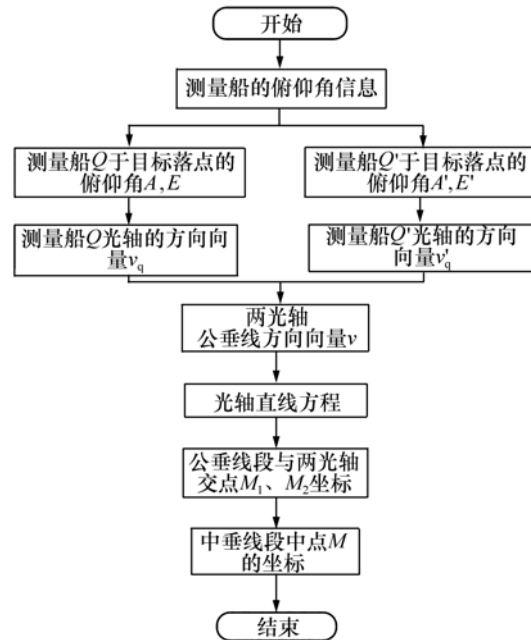 开始
测量船的俯仰角信息
测量船Q于目标落点的
俯仰角A,E
测量船Q'于目标落点的
俯仰角A',E'
测量船Q光轴的方向向
量vq
测量船Q'光轴的方向
向量v'q
两光轴
公垂线方向向量v
光轴直线方程
公垂线段与两光轴
交点M1、M2坐标
中垂线段中点M
的坐标
结束